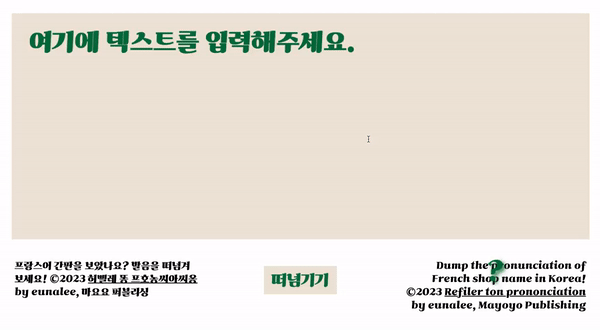 여기에 텍스트를 입력해주세요.
프랑스어 간판을 보았나요? 발음을 떠넘겨
보세요! ©2023 허삘레 똥 프호농씨아씨옹
by eunalee, 마요요 퍼블리싱
떠넘기기
Dump the pronunciation of
French shop name in Korea!
©2023 Refiler ton prononciation
by eunalee, Mayoyo Publishing